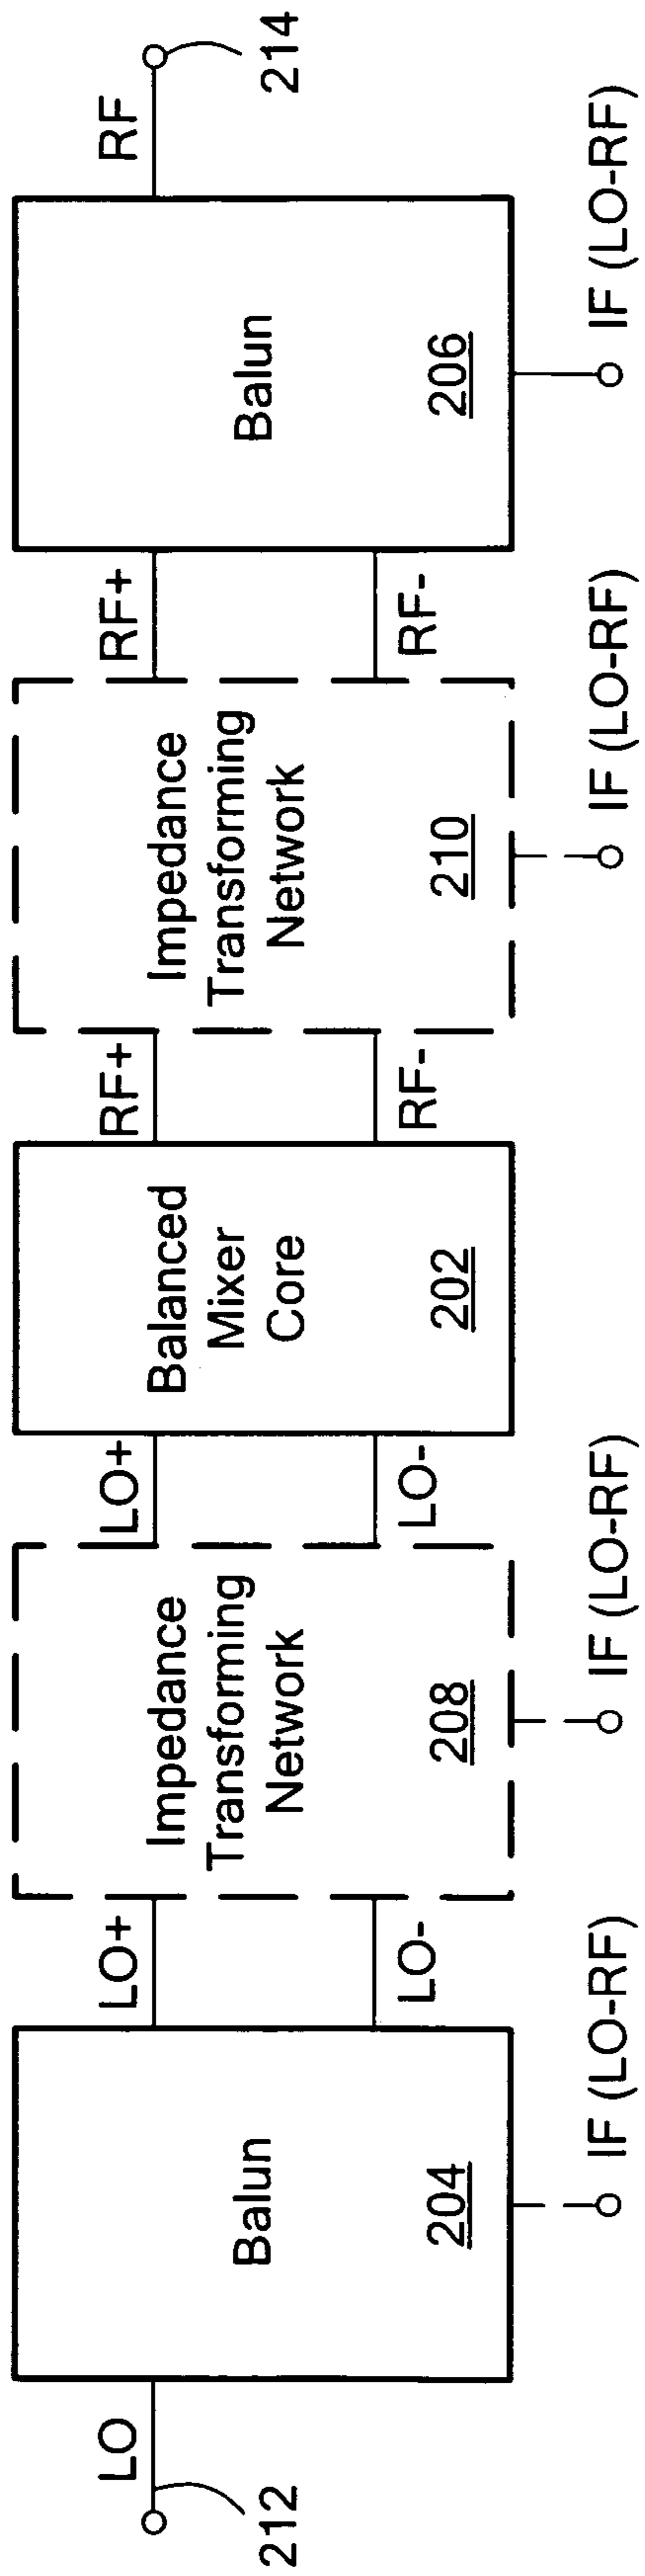 LO
212
Balun
204
IF (LO-RF)
LO+
LO-
Impedance
Transforming
Network
208
IF (LO-RF)
LO+
LO-
Balanced
Mixer
Core
202
RF+
RF-
Impedance
Transforming
Network
210
IF (LO-RF)
RF+
RF-
Balun
206
IF (LO-RF)
RF
214